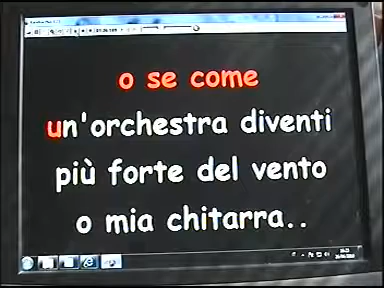 o se come
un'orchestra diventi
più forte del vento
o mia chitarra..